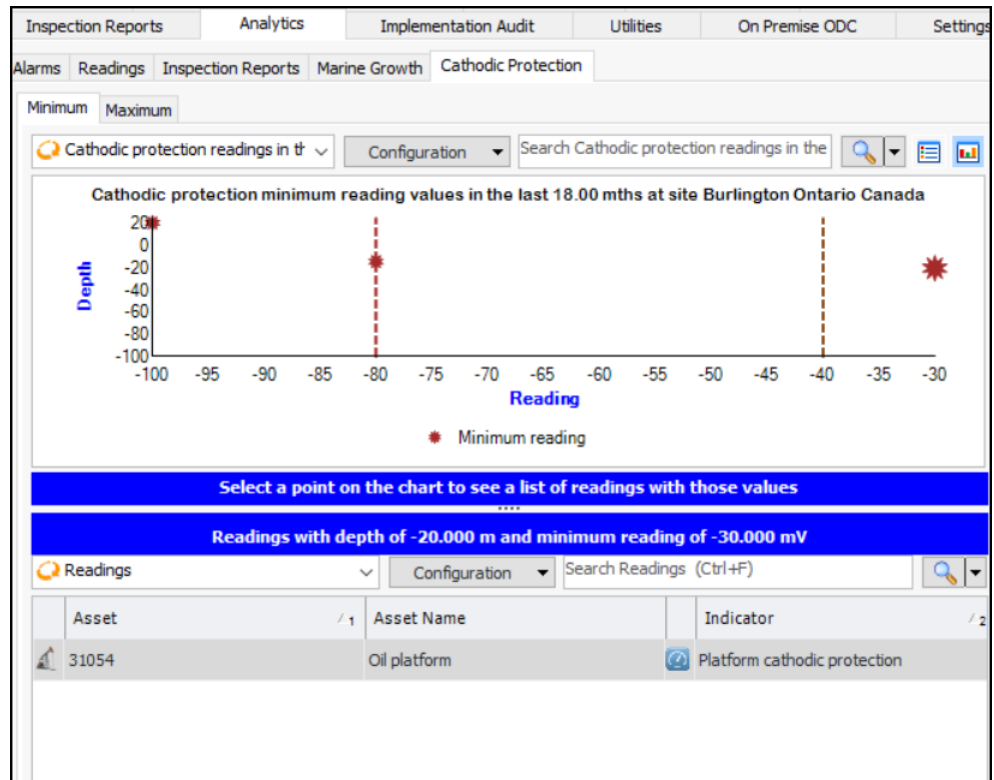 Inspection Reports Analytics Implementation Audit Utilities On Premise ODC Settings
Alarms Readings Inspection Reports Marine Growth Cathodic Protection
Minimum Maximum
Cathodic protection readings in th Configuration Search Cathodic protection readings in the
Cathodic protection minimum reading values in the last 18.00 mths at site Burlington Ontario Canada
20
0
-20
-40
-60
-80
-100
Depth
-100 -95 -90 -85 -80 -75 -70 -65 -60 -55 -50 -45 -40 -35 -30
Reading
Minimum reading
Select a point on the chart to see a list of readings with those values
Readings with depth of -20.000 m and minimum reading of -30.000 mV
Readings Configuration Search Readings (Ctrl+F)
Asset 1 Asset Name Indicator 2
31054 Oil platform Platform cathodic protection